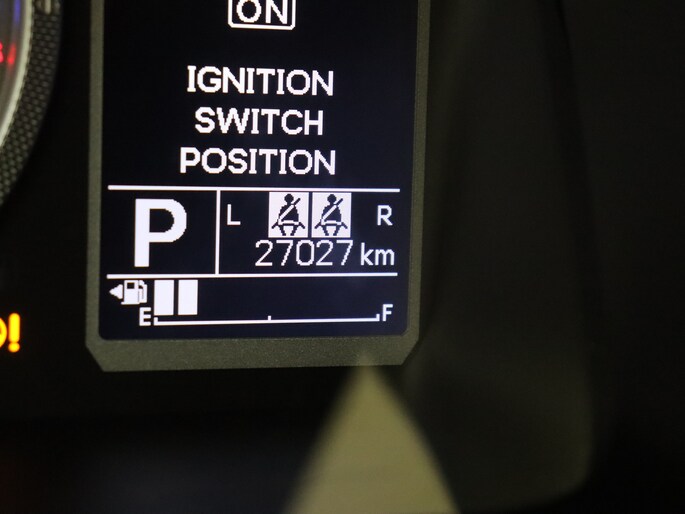 ON
IGNITION
SWITCH
POSITION
P
L R
27027 km
E F